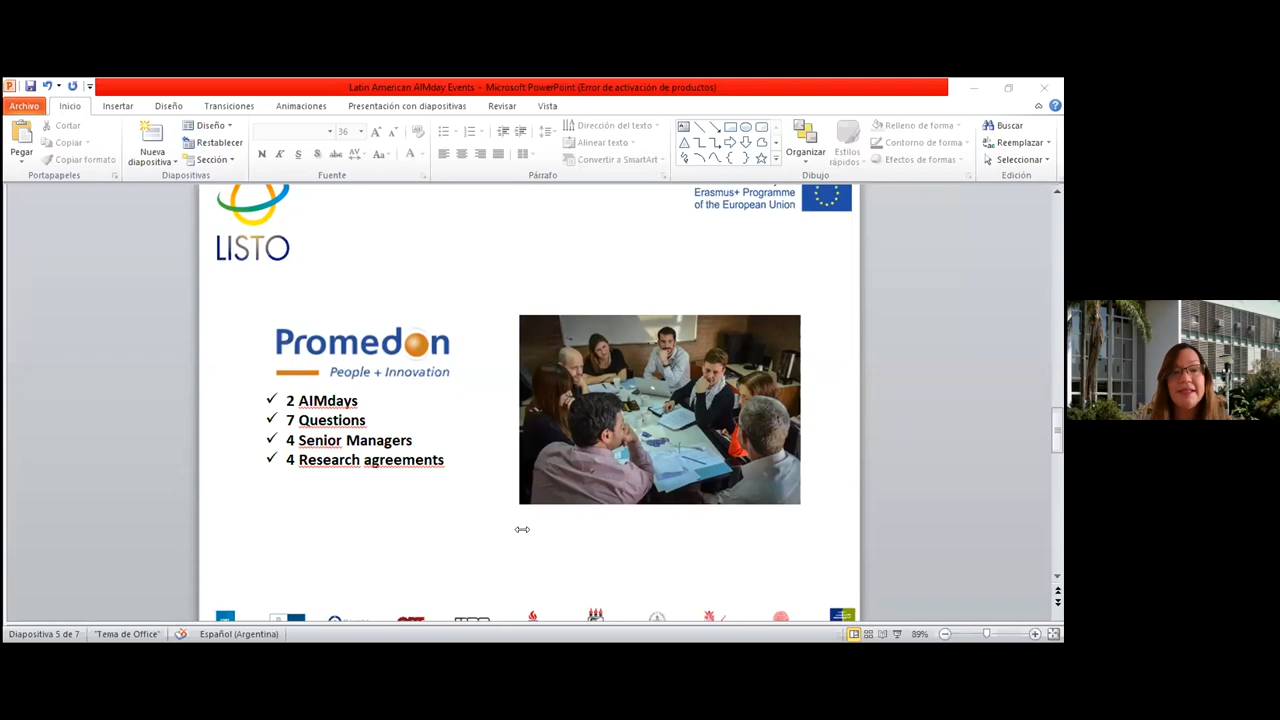 Latin American AIMday Events - Microsoft PowerPoint (Error de activación de productos)
Archivo Inicio Insertar Diseño Transiciones Animaciones Presentación con diapositivas Revisar Vista
Pegar
Cortar
Copiar
Copiar formato
Portapapeles
Nueva diapositiva
Diseño
Restablecer
Sección
Diapositivas
36
N K S S abc AV Aa A
Fuente
Párrafo
Dirección del texto
Alinear texto
Convertir a SmartArt
Organizar
Estilos rápidos
Relleno de forma
Contorno de forma
Efectos de formas
Dibujo
Buscar
Reemplazar
Seleccionar
Edición
LISTO
Erasmus+ Programme
of the European Union
Promedon
People + Innovation
✓ 2 AIMdays
✓ 7 Questions
✓ 4 Senior Managers
✓ 4 Research agreements
Diapositiva 5 de 7 "Tema de Office" Español (Argentina) 89%